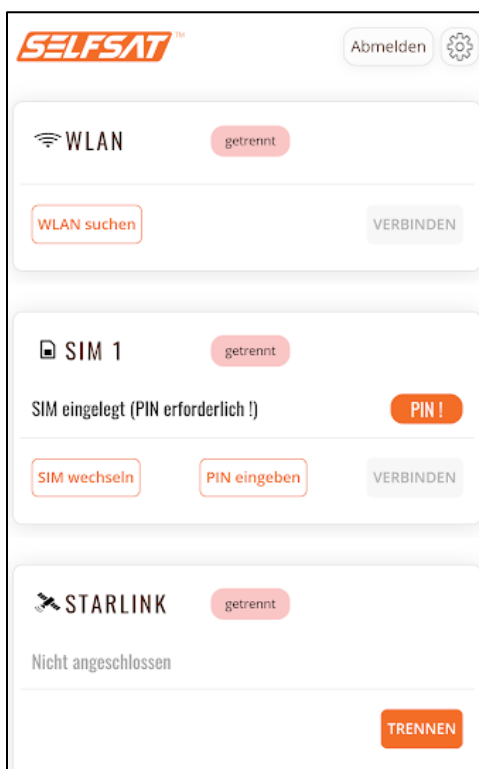 SELFSAT™
Abmelden
WLAN
getrennt
WLAN suchen
VERBINDEN
SIM 1
getrennt
SIM eingelegt (PIN erforderlich !)
PIN !
SIM wechseln
PIN eingeben
VERBINDEN
STARLINK
getrennt
Nicht angeschlossen
TRENNEN